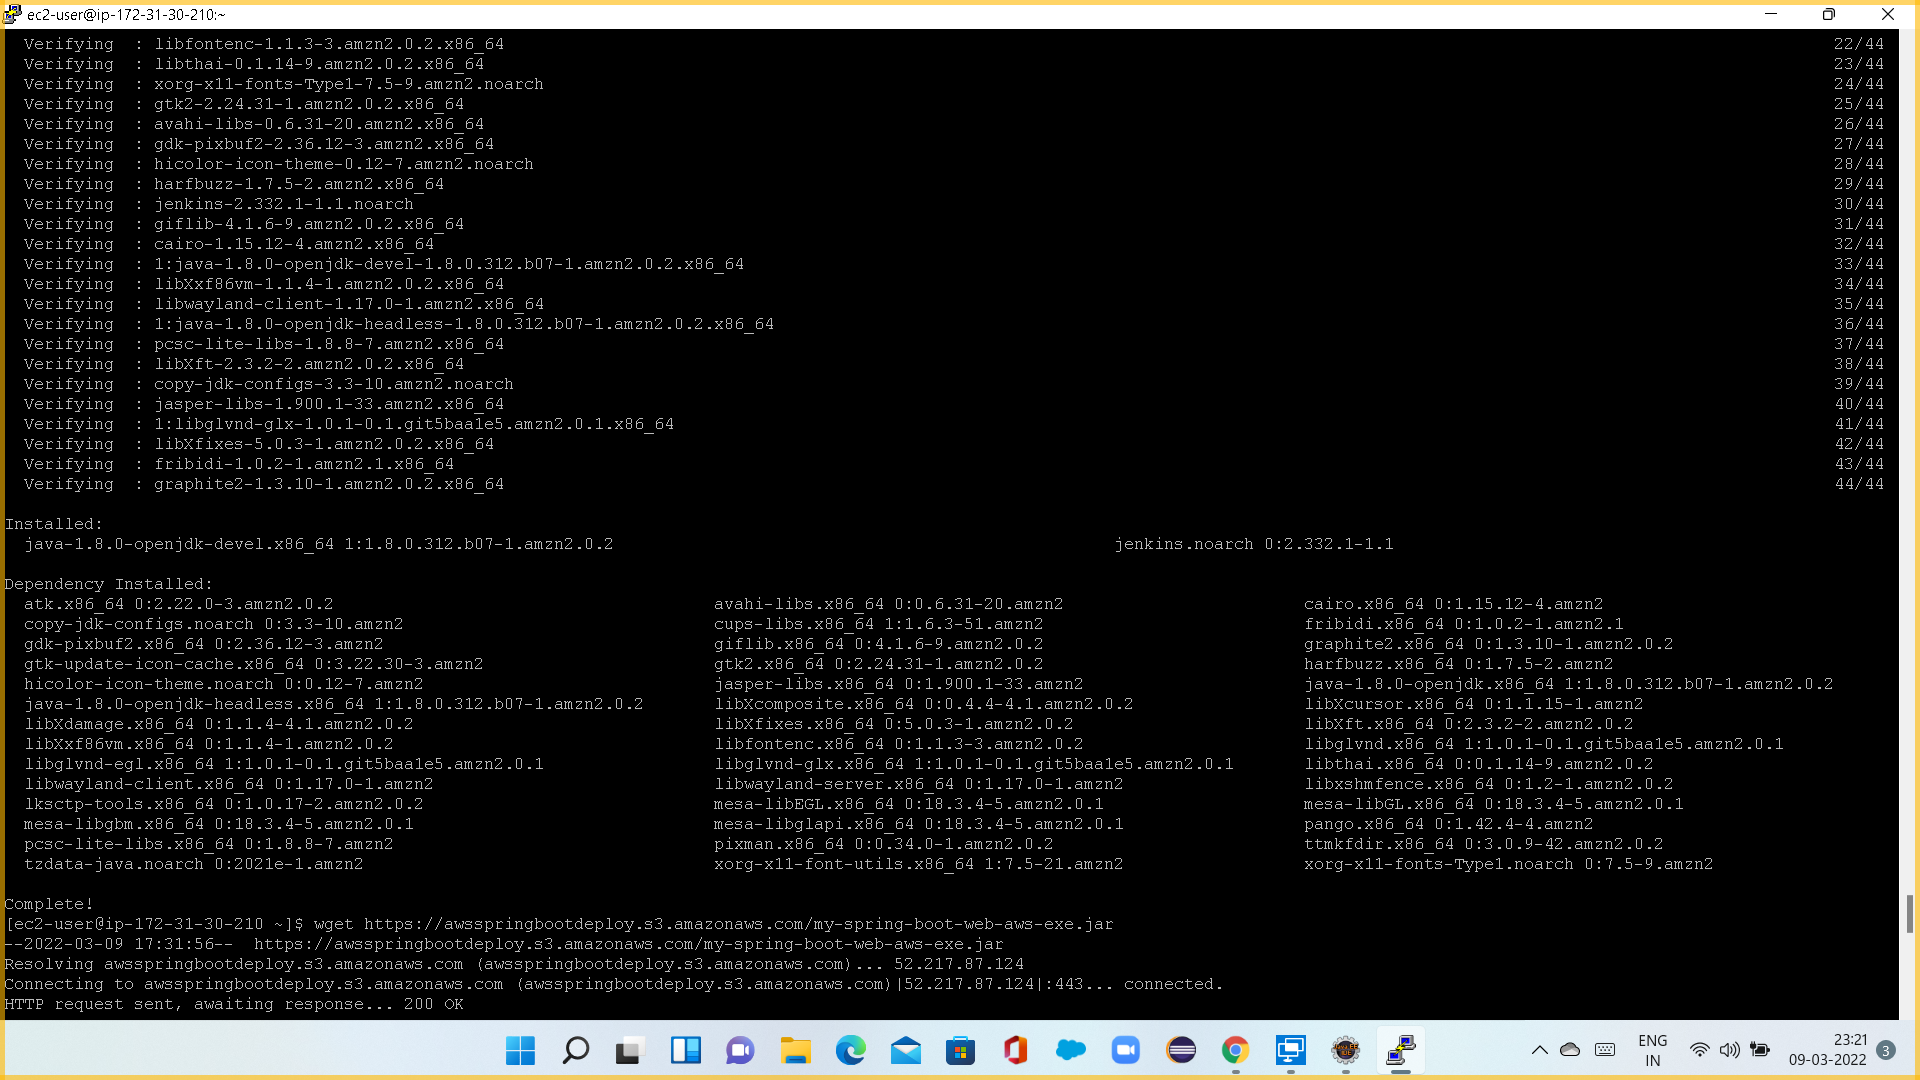 ec2-user@ip-172-31-30-210:~
Verifying : libfontenc-1.1.3-3.amzn2.0.2.x86_64 22/44
Verifying : libthai-0.1.14-9.amzn2.0.2.x86_64 23/44
Verifying : xorg-x11-fonts-Type1-7.5-9.amzn2.noarch 24/44
Verifying : gtk2-2.24.31-1.amzn2.0.2.x86_64 25/44
Verifying : avahi-libs-0.6.31-20.amzn2.x86_64 26/44
Verifying : gdk-pixbuf2-2.36.12-3.amzn2.x86_64 27/44
Verifying : hicolor-icon-theme-0.12-7.amzn2.noarch 28/44
Verifying : harfbuzz-1.7.5-2.amzn2.x86_64 29/44
Verifying : jenkins-2.332.1-1.1.noarch 30/44
Verifying : giflib-4.1.6-9.amzn2.0.2.x86_64 31/44
Verifying : cairo-1.15.12-4.amzn2.x86_64 32/44
Verifying : 1:java-1.8.0-openjdk-devel-1.8.0.312.b07-1.amzn2.0.2.x86_64 33/44
Verifying : libXxf86vm-1.1.4-1.amzn2.0.2.x86_64 34/44
Verifying : libwayland-client-1.17.0-1.amzn2.x86_64 35/44
Verifying : 1:java-1.8.0-openjdk-headless-1.8.0.312.b07-1.amzn2.0.2.x86_64 36/44
Verifying : pcsc-lite-libs-1.8.8-7.amzn2.x86_64 37/44
Verifying : libXft-2.3.2-2.amzn2.0.2.x86_64 38/44
Verifying : copy-jdk-configs-3.3-10.amzn2.noarch 39/44
Verifying : jasper-libs-1.900.1-33.amzn2.x86_64 40/44
Verifying : 1:libglvnd-glx-1.0.1-0.1.git5baa1e5.amzn2.0.1.x86_64 41/44
Verifying : libXfixes-5.0.3-1.amzn2.0.2.x86_64 42/44
Verifying : fribidi-1.0.2-1.amzn2.1.x86_64 43/44
Verifying : graphite2-1.3.10-1.amzn2.0.2.x86_64 44/44
Installed:
java-1.8.0-openjdk-devel.x86_64 1:1.8.0.312.b07-1.amzn2.0.2 jenkins.noarch 0:2.332.1-1.1
Dependency Installed:
atk.x86_64 0:2.22.0-3.amzn2.0.2 avahi-libs.x86_64 0:0.6.31-20.amzn2 cairo.x86_64 0:1.15.12-4.amzn2
copy-jdk-configs.noarch 0:3.3-10.amzn2 cups-libs.x86_64 1:1.6.3-51.amzn2 fribidi.x86_64 0:1.0.2-1.amzn2.1
gdk-pixbuf2.x86_64 0:2.36.12-3.amzn2 giflib.x86_64 0:4.1.6-9.amzn2.0.2 graphite2.x86_64 0:1.3.10-1.amzn2.0.2
gtk-update-icon-cache.x86_64 0:3.22.30-3.amzn2 gtk2.x86_64 0:2.24.31-1.amzn2.0.2 harfbuzz.x86_64 0:1.7.5-2.amzn2
hicolor-icon-theme.noarch 0:0.12-7.amzn2 jasper-libs.x86_64 0:1.900.1-33.amzn2 java-1.8.0-openjdk.x86_64 1:1.8.0.312.b07-1.amzn2.0.2
java-1.8.0-openjdk-headless.x86_64 1:1.8.0.312.b07-1.amzn2.0.2 libXcomposite.x86_64 0:0.4.4-4.1.amzn2.0.2 libXcursor.x86_64 0:1.1.15-1.amzn2
libXdamage.x86_64 0:1.1.4-4.1.amzn2.0.2 libXfixes.x86_64 0:5.0.3-1.amzn2.0.2 libXft.x86_64 0:2.3.2-2.amzn2.0.2
libXxf86vm.x86_64 0:1.1.4-1.amzn2.0.2 libfontenc.x86_64 0:1.1.3-3.amzn2.0.2 libglvnd.x86_64 1:1.0.1-0.1.git5baa1e5.amzn2.0.1
libglvnd-egl.x86_64 1:1.0.1-0.1.git5baa1e5.amzn2.0.1 libglvnd-glx.x86_64 1:1.0.1-0.1.git5baa1e5.amzn2.0.1 libthai.x86_64 0:0.1.14-9.amzn2.0.2
libwayland-client.x86_64 0:1.17.0-1.amzn2 libwayland-server.x86_64 0:1.17.0-1.amzn2 libxshmfence.x86_64 0:1.2-1.amzn2.0.2
lksctp-tools.x86_64 0:1.0.17-2.amzn2.0.2 mesa-libEGL.x86_64 0:18.3.4-5.amzn2.0.1 mesa-libGL.x86_64 0:18.3.4-5.amzn2.0.1
mesa-libgbm.x86_64 0:18.3.4-5.amzn2.0.1 mesa-libglapi.x86_64 0:18.3.4-5.amzn2.0.1 pango.x86_64 0:1.42.4-4.amzn2
pcsc-lite-libs.x86_64 0:1.8.8-7.amzn2 pixman.x86_64 0:0.34.0-1.amzn2.0.2 ttmkfdir.x86_64 0:3.0.9-42.amzn2.0.2
tzdata-java.noarch 0:2021e-1.amzn2 xorg-x11-font-utils.x86_64 1:7.5-21.amzn2 xorg-x11-fonts-Type1.noarch 0:7.5-9.amzn2
Complete!
[ec2-user@ip-172-31-30-210 ~]$ wget https://awsspringbootdeploy.s3.amazonaws.com/my-spring-boot-web-aws-exe.jar
--2022-03-09 17:31:56-- https://awsspringbootdeploy.s3.amazonaws.com/my-spring-boot-web-aws-exe.jar
Resolving awsspringbootdeploy.s3.amazonaws.com (awsspringbootdeploy.s3.amazonaws.com)... 52.217.87.124
Connecting to awsspringbootdeploy.s3.amazonaws.com (awsspringbootdeploy.s3.amazonaws.com)|52.217.87.124|:443... connected.
HTTP request sent, awaiting response... 200 OK
ENG 23:21
IN 09-03-2022 3